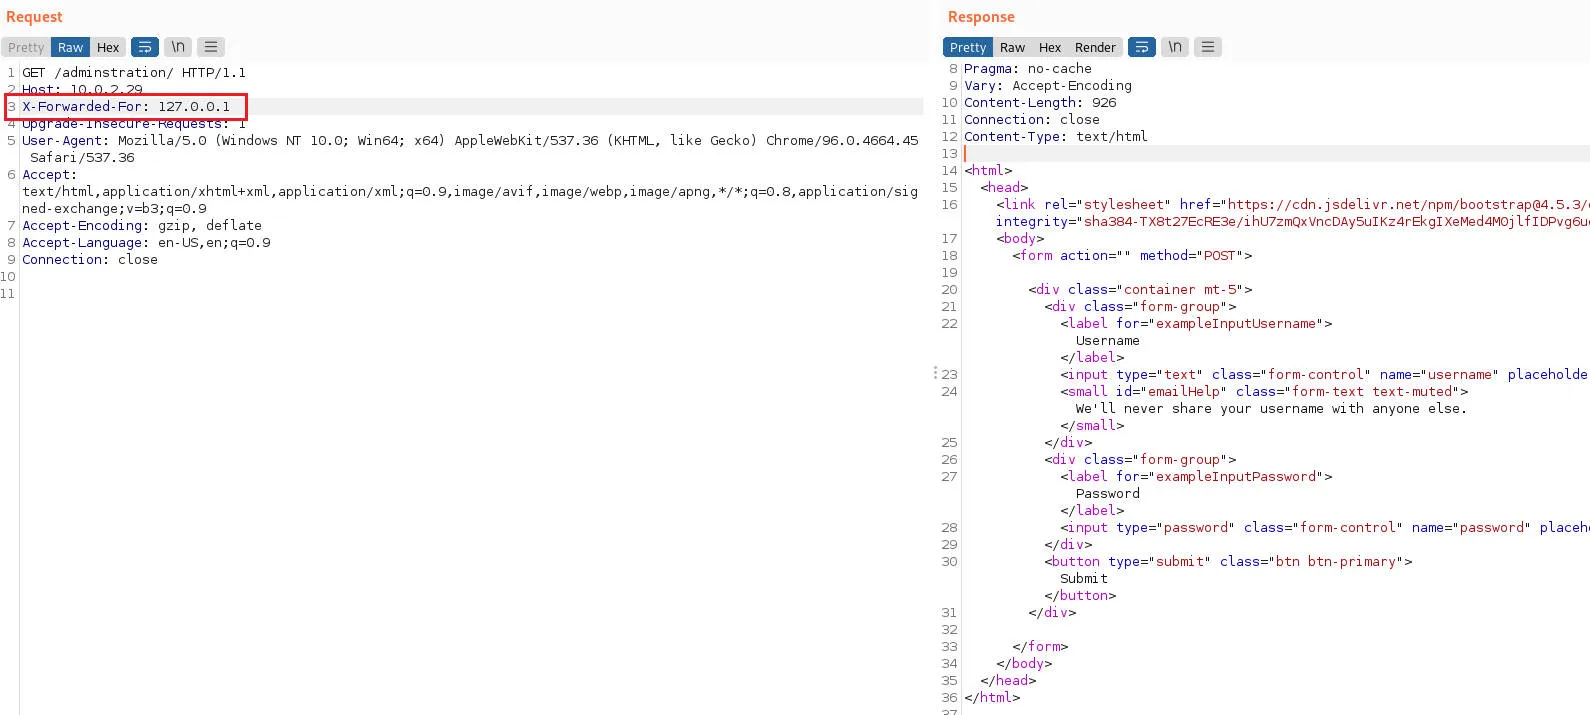 Request
Pretty Raw Hex \n
1 GET /adminstration/ HTTP/1.1
2 Host: 10.0.2.29
3 X-Forwarded-For: 127.0.0.1
4 Upgrade-Insecure-Requests: 1
5 User-Agent: Mozilla/5.0 (Windows NT 10.0; Win64; x64) AppleWebKit/537.36 (KHTML, like Gecko) Chrome/96.0.4664.45
Safari/537.36
6 Accept:
text/html,application/xhtml+xml,application/xml;q=0.9,image/avif,image/webp,image/apng,*/*;q=0.8,application/sig
ned-exchange;v=b3;q=0.9
7 Accept-Encoding: gzip, deflate
8 Accept-Language: en-US,en;q=0.9
9 Connection: close
10
11
Response
Pretty Raw Hex Render \n
8 Pragma: no-cache
9 Vary: Accept-Encoding
10 Content-Length: 926
11 Connection: close
12 Content-Type: text/html
13
14 <html>
15 <head>
16 <link rel="stylesheet" href="https://cdn.jsdelivr.net/npm/bootstrap@4.5.3/
integrity="sha384-TX8t27EcRE3e/ihU7zmQxVncDAy5uIKz4rEkgIXeMed4M0jlfIDPvg6u
17 <body>
18 <form action="" method="POST">
19
20 <div class="container mt-5">
21 <div class="form-group">
22 <label for="exampleInputUsername">
Username
</label>
23 <input type="text" class="form-control" name="username" placeholde
24 <small id="emailHelp" class="form-text text-muted">
We'll never share your username with anyone else.
</small>
25 </div>
26 <div class="form-group">
27 <label for="exampleInputPassword">
Password
</label>
28 <input type="password" class="form-control" name="password" placeh
29 </div>
30 <button type="submit" class="btn btn-primary">
Submit
</button>
31 </div>
32
33 </form>
34 </body>
35 </head>
36 </html>
37